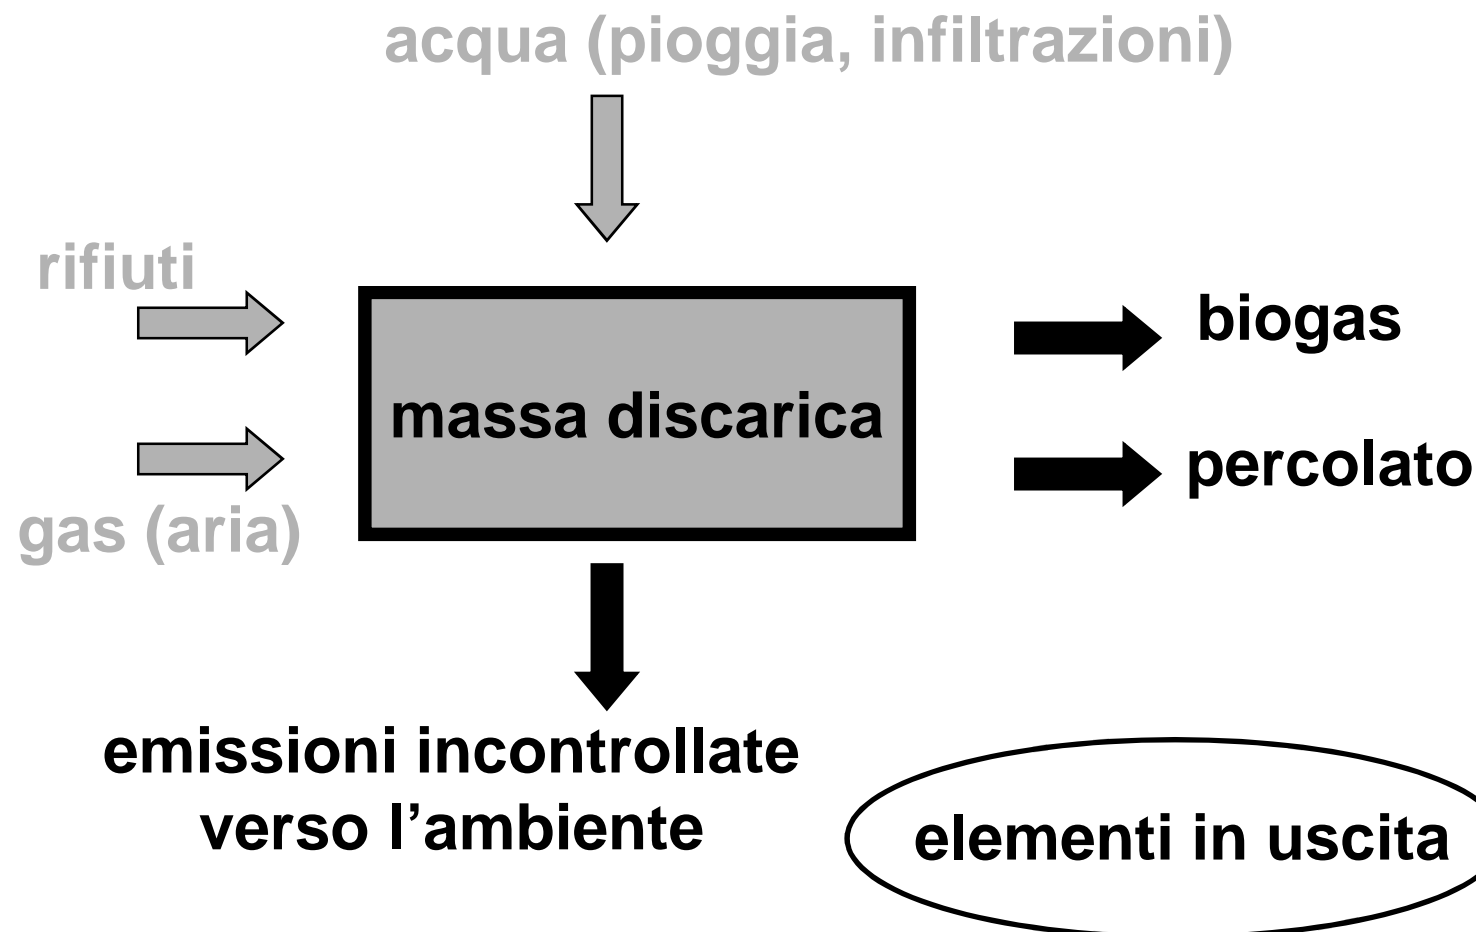 acqua (pioggia, infiltrazioni)
rifiuti
biogas
massa discarica
percolato
gas (aria)
emissioni incontrollate
verso l’ambiente
elementi in uscita